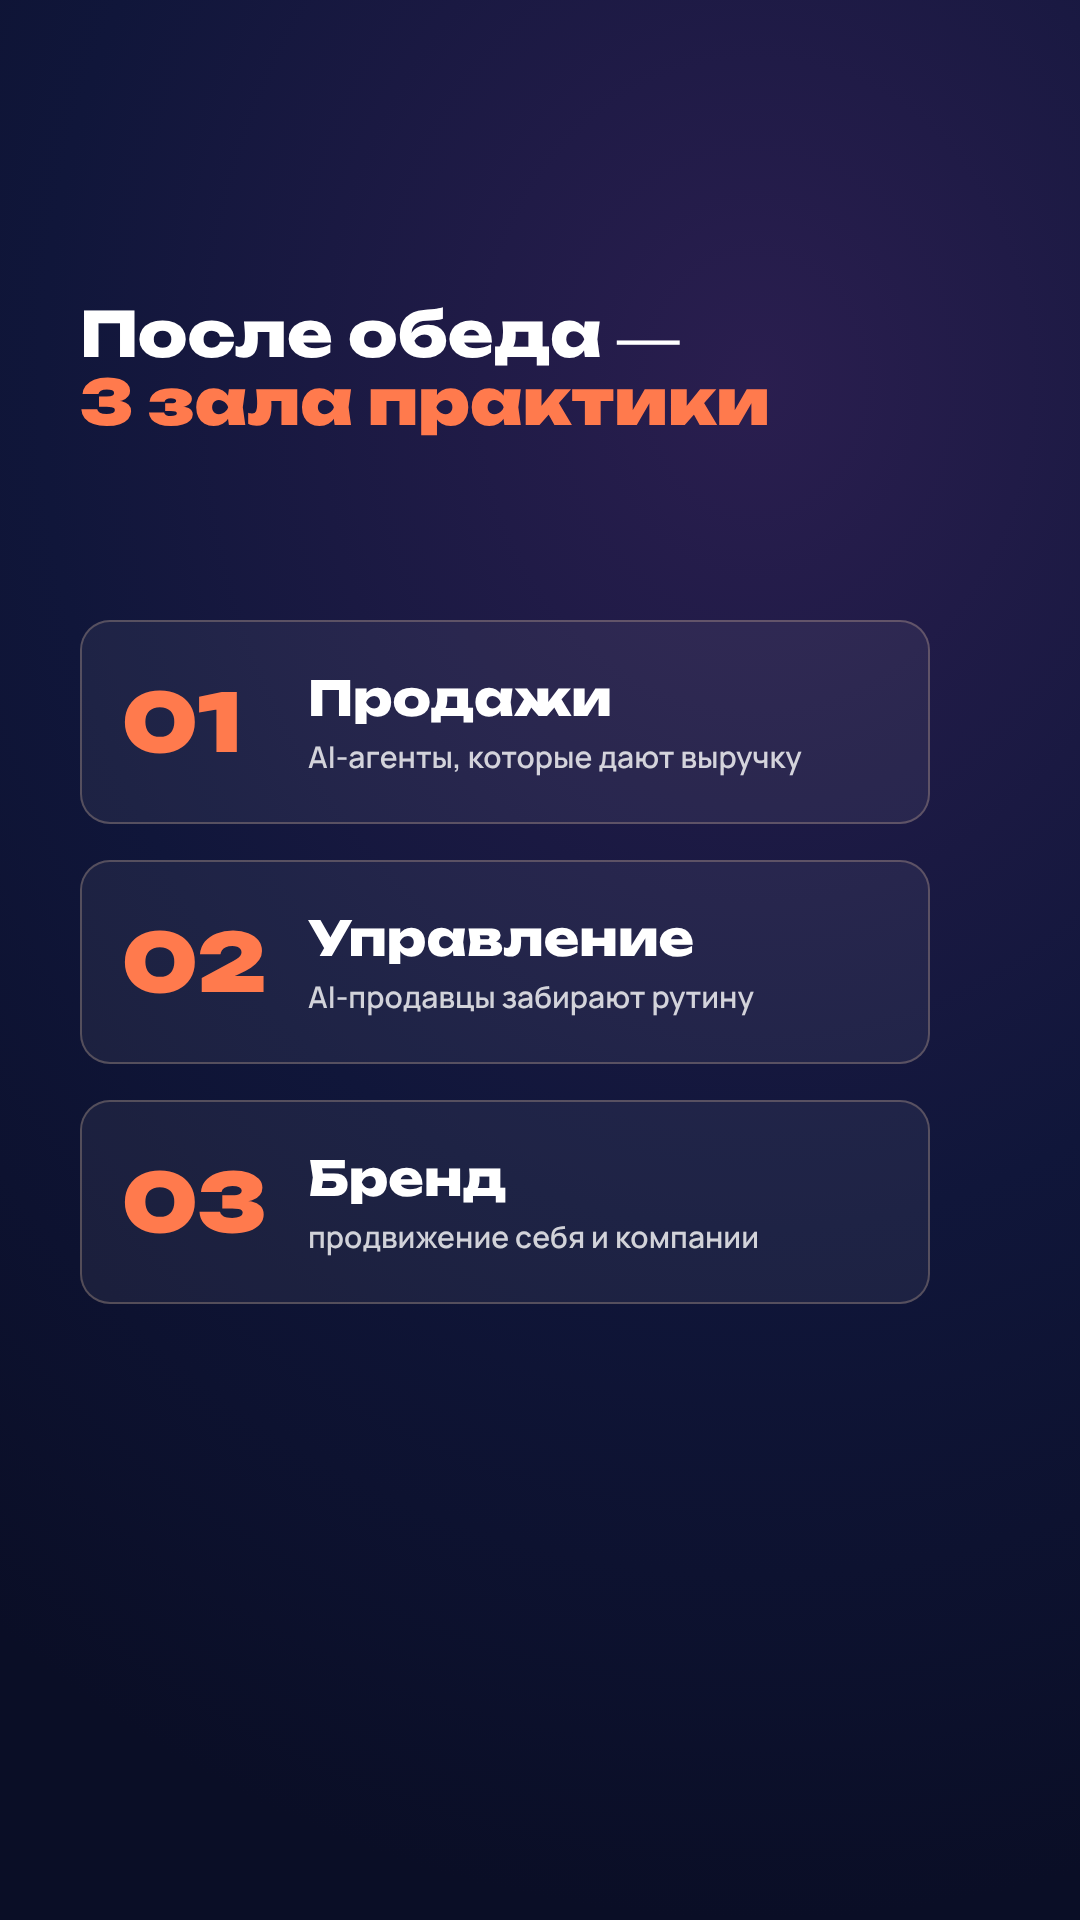 После обеда —
3 зала практики
01
Продажи
AI-агенты, которые дают выручку
02
Управление
AI-продавцы забирают рутину
03
Бренд
продвижение себя и компании